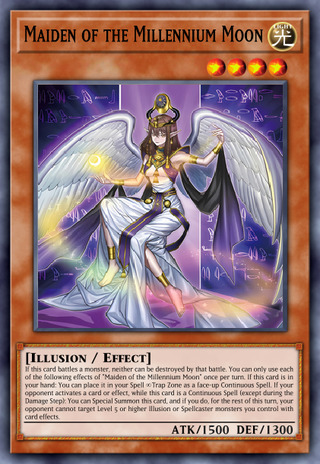 Maiden of the Millennium Moon
LIGHT
光
[Illusion / Effect]
If this card battles a monster, neither can be destroyed by that battle. You can only use each
of the following effects of "Maiden of the Millennium Moon" once per turn. If this card is in
your hand: You can place it in your Spell & Trap Zone as a face-up Continuous Spell. If your
opponent activates a card or effect, while this card is a Continuous Spell (except during the
Damage Step): You can Special Summon this card, and if you do, for the rest of this turn, your
opponent cannot target Level 5 or higher Illusion or Spellcaster monsters you control with
card effects.
ATK/1500 DEF/1300